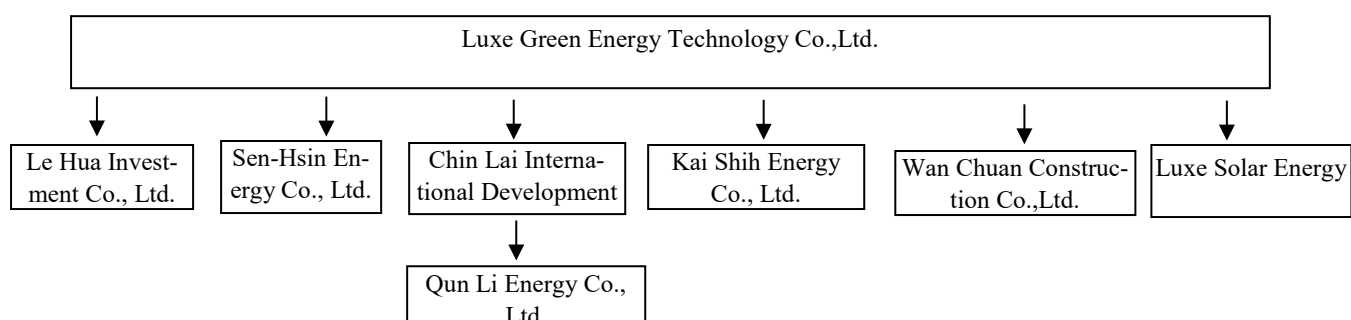 Luxe Green Energy Technology Co.,Ltd.
Le Hua Invest-
ment Co., Ltd.
Sen-Hsin En-
ergy Co., Ltd.
Chin Lai Interna-
tional Development
Kai Shih Energy
Co., Ltd.
Wan Chuan Construc-
tion Co.,Ltd.
Luxe Solar Energy
Qun Li Energy Co.,
Ltd